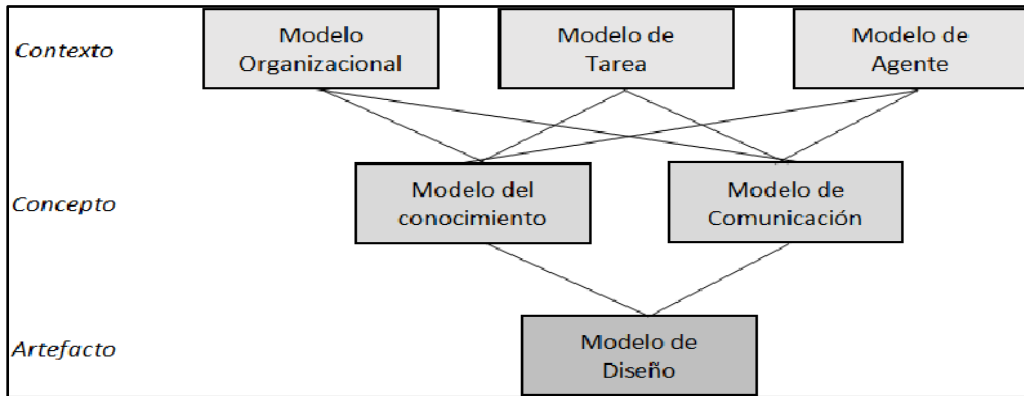 Contexto
Modelo
Organizacional
Modelo de
Tarea
Modelo de
Agente
Concepto
Modelo del
conocimiento
Modelo de
Comunicación
Artefacto
Modelo de
Diseño